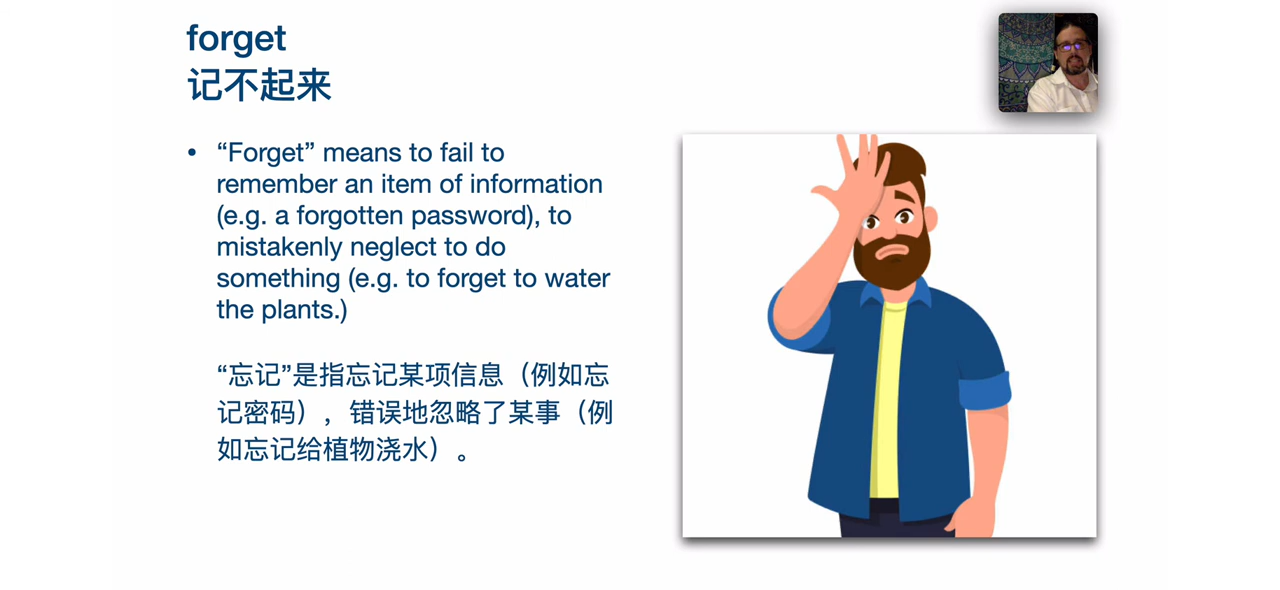 forget
记不起来
• “Forget” means to fail to
remember an item of information
(e.g. a forgotten password), to
mistakenly neglect to do
something (e.g. to forget to water
the plants.)
“忘记”是指忘记某项信息（例如忘
记密码），错误地忽略了某事（例
如忘记给植物浇水）。